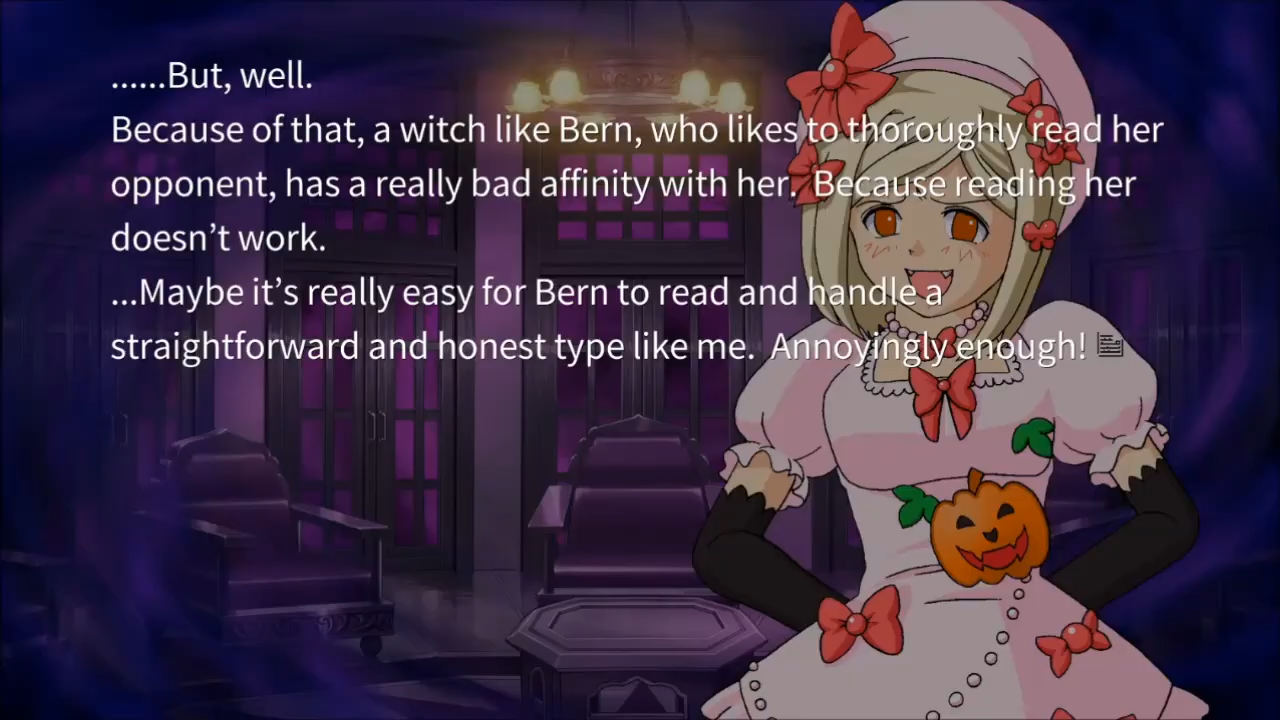 ......But, well.
Because of that, a witch like Bern, who likes to thoroughly read her
opponent, has a really bad affinity with her.  Because reading her
doesn’t work.
...Maybe it’s really easy for Bern to read and handle a
straightforward and honest type like me.  Annoyingly enough!